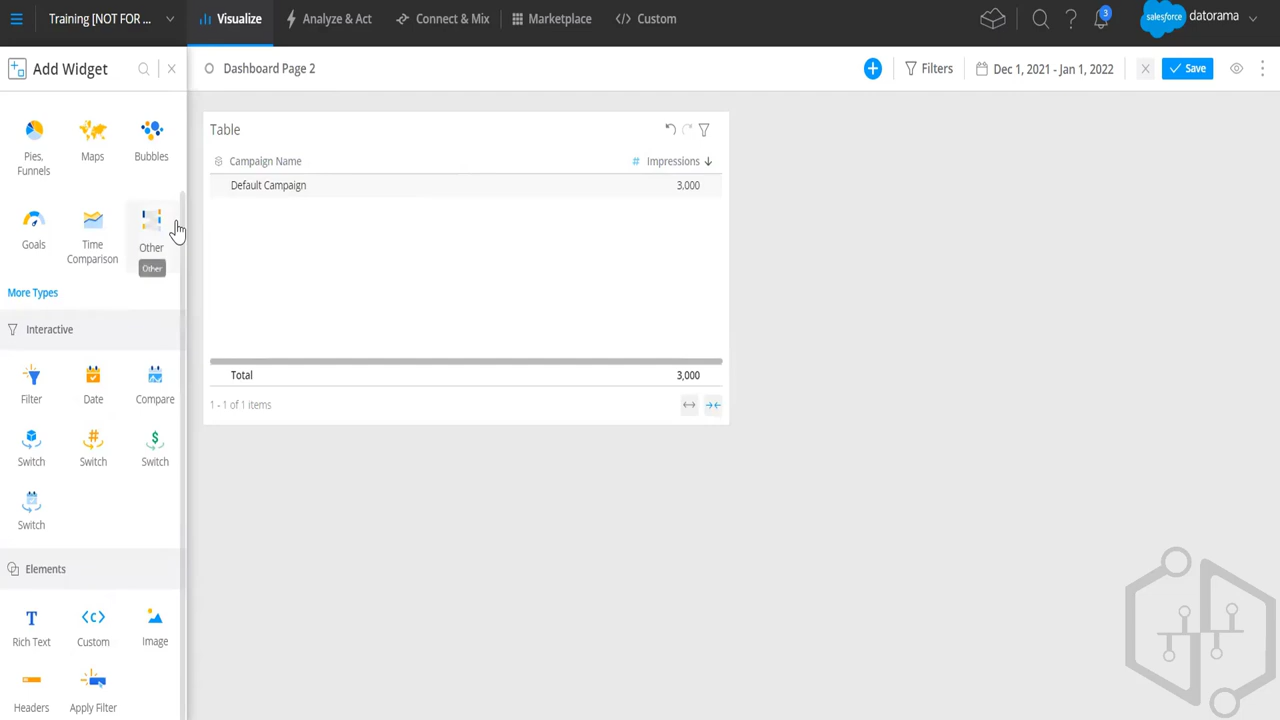 Training [NOT FOR ...
Visualize
Analyze & Act
Connect & Mix
Marketplace
Custom
3
salesforce
datorama
Add Widget
Dashboard Page 2
Filters
Dec 1, 2021 - Jan 1, 2022
Save
Pies, Funnels
Maps
Bubbles
Goals
Time Comparison
Other
Other
More Types
Interactive
Filter
Date
Compare
Switch
Switch
Switch
Switch
Elements
Rich Text
Custom
Image
Headers
Apply Filter
Table
Campaign Name
# Impressions
Default Campaign
3,000
Total
3,000
1 - 1 of 1 items